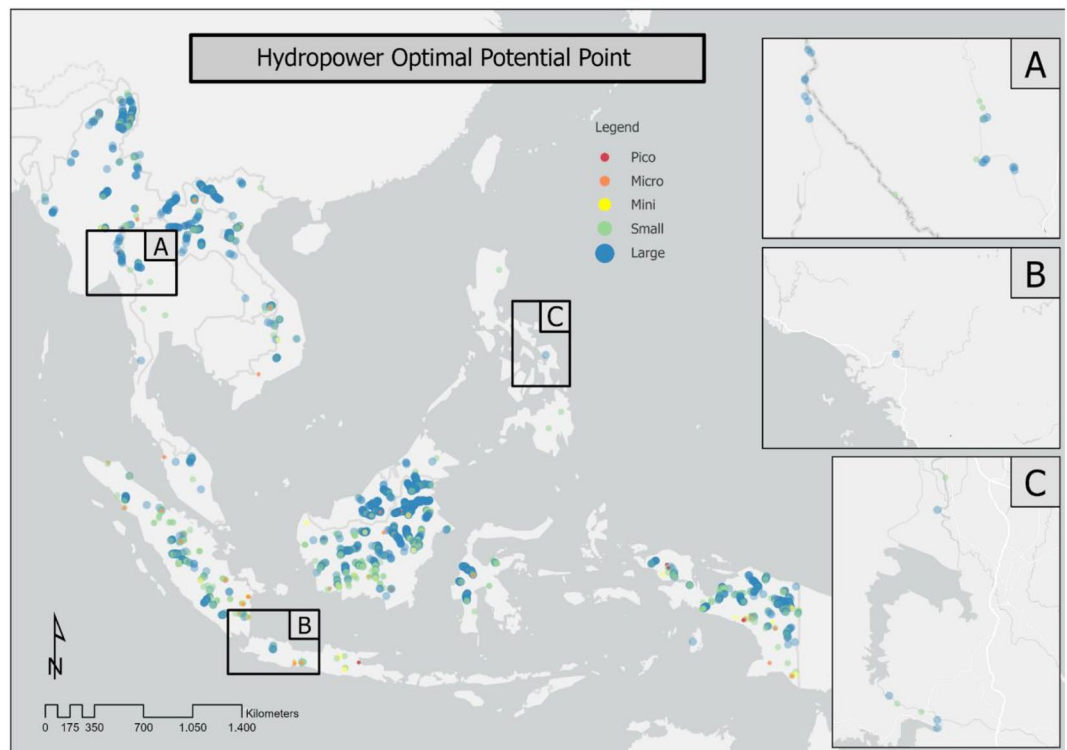 Hydropower Optimal Potential Point
Legend
Pico
Micro
Mini
Small
Large
A
B
C
A
B
C
N
Kilometers
0 175 350 700 1.050 1.400